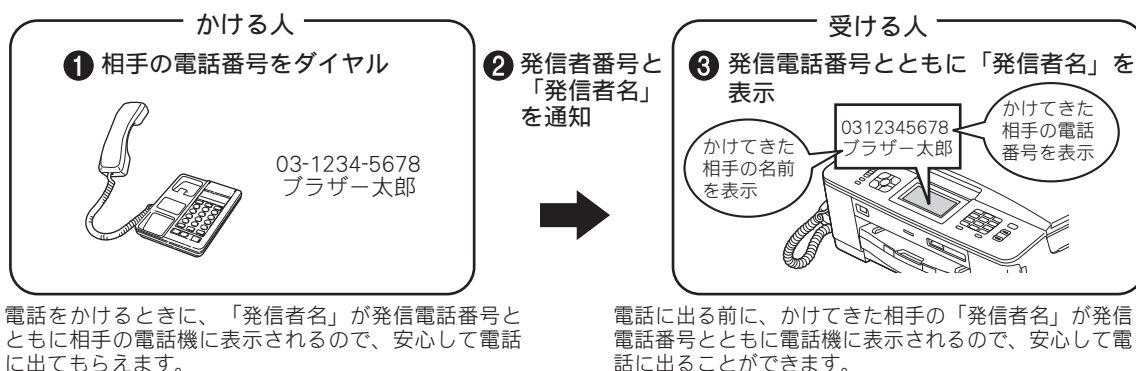 かける人
❶ 相手の電話番号をダイヤル
03-1234-5678
ブラザー太郎
❷ 発信者番号と
「発信者名」
を通知
受ける人
❸ 発信電話番号とともに「発信者名」を
表示
かけてきた
相手の名前
を表示
0312345678
ブラザー太郎
かけてきた
相手の電話
番号を表示
電話をかけるときに、「発信者名」が発信電話番号と
ともに相手の電話機に表示されるので、安心して電話
に出てもらえます。
電話に出る前に、かけてきた相手の「発信者名」が発信
電話番号とともに電話機に表示されるので、安心して電
話に出ることができます。